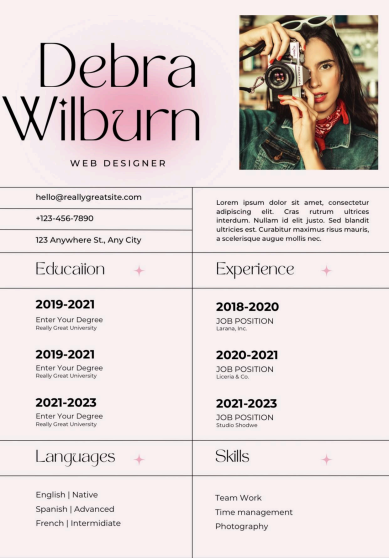 Debra
Wilburn
WEB DESIGNER
hello@reallygreatsite.com
+123-456-7890
123 Anywhere St., Any City
Lorem ipsum dolor sit amet, consectetur
adipiscing elit. Cras rutrum ultrices
interdum. Nullam id elit justo. Sed blandit
ultricies est. Curabitur maximus risus mauris,
a scelerisque augue mollis nec.
Education
2019-2021
Enter Your Degree
Really Great University
2019-2021
Enter Your Degree
Really Great University
2021-2023
Enter Your Degree
Really Great University
Experience
2018-2020
JOB POSITION
Larana, Inc.
2020-2021
JOB POSITION
Liceria & Co.
2021-2023
JOB POSITION
Studio Shodwe
Languages
English | Native
Spanish | Advanced
French | Intermidiate
Skills
Team Work
Time management
Photography